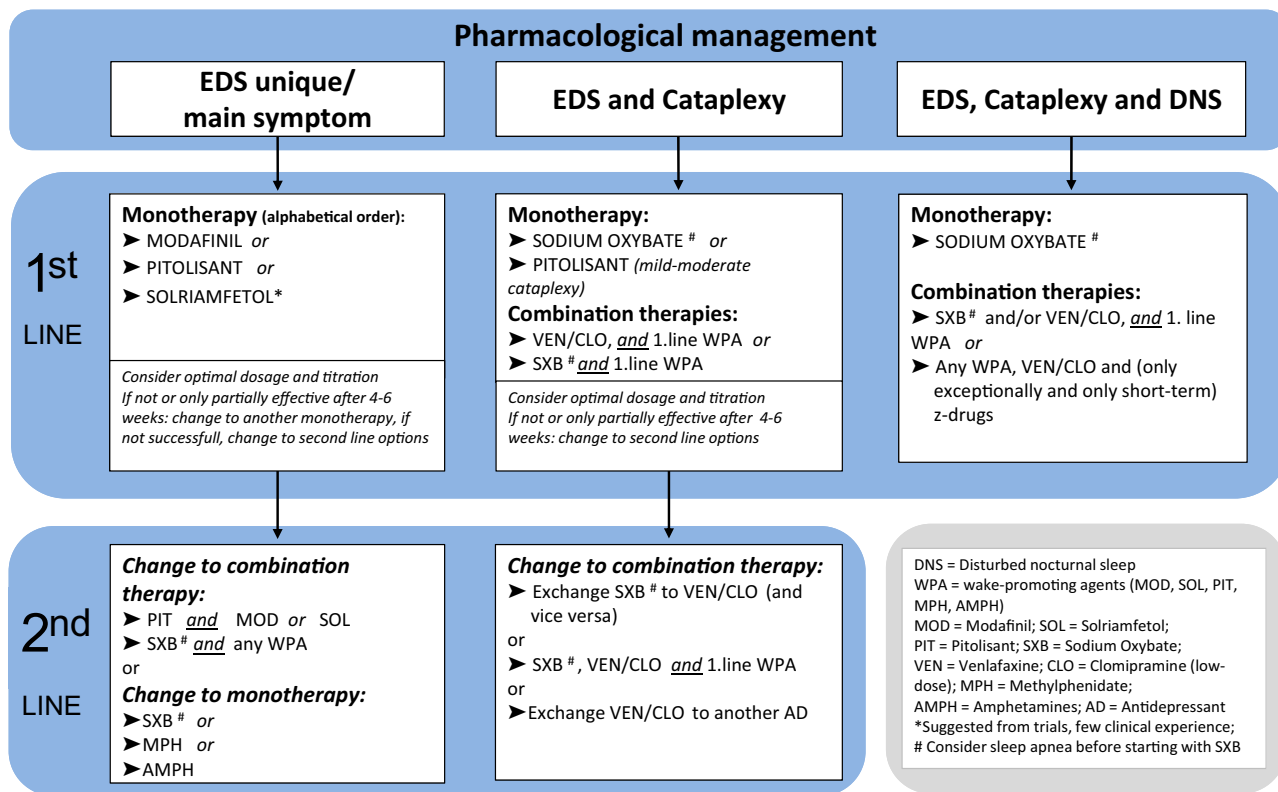 Pharmacological management
EDS unique/
main symptom
EDS and Cataplexy
EDS, Cataplexy and DNS
1st
LINE
Monotherapy (alphabetical order):
➤ MODAFINIL or
➤ PITOLISANT or
➤ SOLRIAMFETOL*
Consider optimal dosage and titration
If not or only partially effective after 4-6
weeks: change to another monotherapy, if
not successfull, change to second line options
Monotherapy:
➤ SODIUM OXYBATE # or
➤ PITOLISANT (mild-moderate
cataplexy)
Combination therapies:
➤ VEN/CLO, and 1.line WPA or
➤ SXB # and 1.line WPA
Consider optimal dosage and titration
If not or only partially effective after 4-6
weeks: change to second line options
Monotherapy:
➤ SODIUM OXYBATE #
Combination therapies:
➤ SXB # and/or VEN/CLO, and 1. line
WPA or
➤ Any WPA, VEN/CLO and (only
exceptionally and only short-term)
z-drugs
2nd
LINE
Change to combination
therapy:
➤ PIT and MOD or SOL
➤ SXB # and any WPA
or
Change to monotherapy:
➤ SXB # or
➤ MPH or
➤ AMPH
Change to combination therapy:
➤ Exchange SXB # to VEN/CLO (and
vice versa)
or
➤ SXB #, VEN/CLO and 1.line WPA
or
➤ Exchange VEN/CLO to another AD
DNS = Disturbed nocturnal sleep
WPA = wake-promoting agents (MOD, SOL, PIT,
MPH, AMPH)
MOD = Modafinil; SOL = Solriamfetol;
PIT = Pitolisant; SXB = Sodium Oxybate;
VEN = Venlafaxine; CLO = Clomipramine (low-
dose); MPH = Methylphenidate;
AMPH = Amphetamines; AD = Antidepressant
*Suggested from trials, few clinical experience;
# Consider sleep apnea before starting with SXB